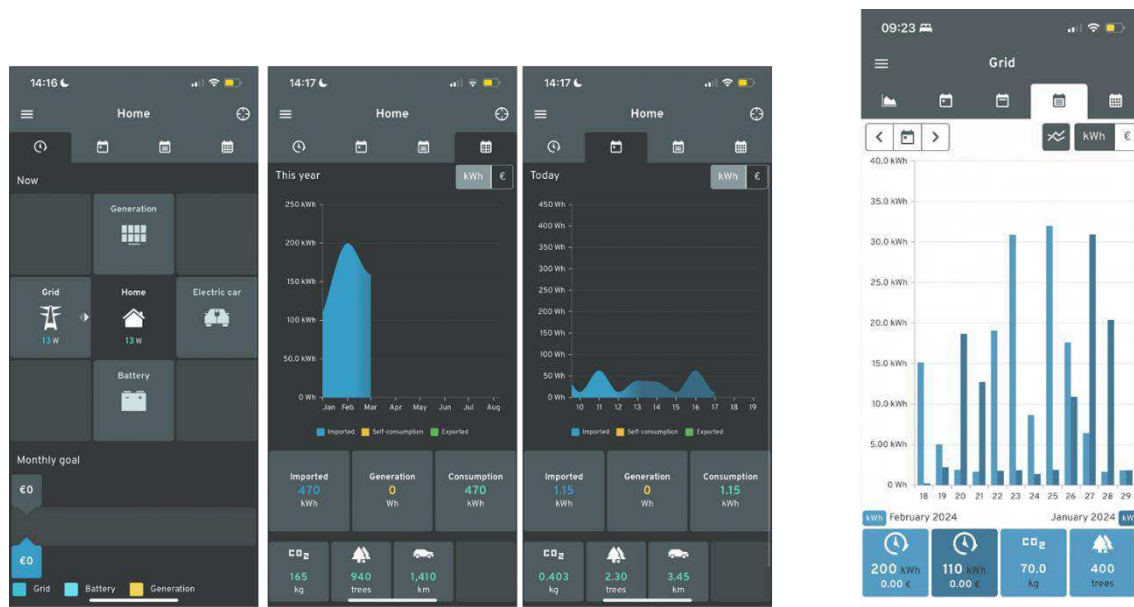 14:16
Home
Now
Generation
Grid
13 W
Home
13 W
Electric car
Battery
Monthly goal
€0
€0
Grid Battery Generation
14:17
Home
This year
kWh €
250 kWh
200 kWh
150 kWh
100 kWh
50.0 kWh
0 Wh
Jan Feb Mar Apr May Jun Jul Aug
Imported Self-consumption Exported
Imported
470
kWh
Generation
0
Wh
Consumption
470
kWh
CO2
165
kg
940
trees
1,410
km
14:17
Home
Today
kWh €
450 Wh
400 Wh
350 Wh
300 Wh
250 Wh
200 Wh
150 Wh
100 Wh
50 Wh
0 Wh
10 11 12 13 14 15 16 17 18 19
Imported Self-consumption Exported
Imported
1.15
kWh
Generation
0
Wh
Consumption
1.15
kWh
CO2
0.403
kg
2.30
trees
3.45
km
09:23
Grid
kWh €
40.0 kWh
35.0 kWh
30.0 kWh
25.0 kWh
20.0 kWh
15.0 kWh
10.0 kWh
5.00 kWh
0 Wh
18 19 20 21 22 23 24 25 26 27 28 29
kWh February 2024
January 2024
200 kWh
0.00 €
110 kWh
0.00 €
CO2
70.0
kg
400
trees